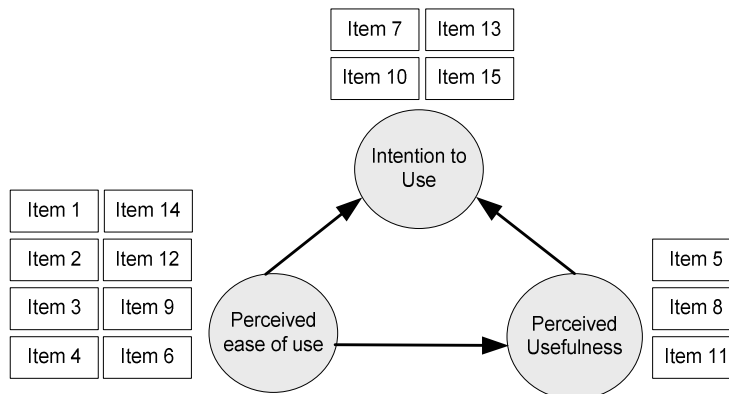 Item 7 Item 13
Item 10 Item 15
Intention to
Use
Item 1 Item 14
Item 2 Item 12
Item 3 Item 9
Item 4 Item 6
Perceived
ease of use
Perceived
Usefulness
Item 5
Item 8
Item 11